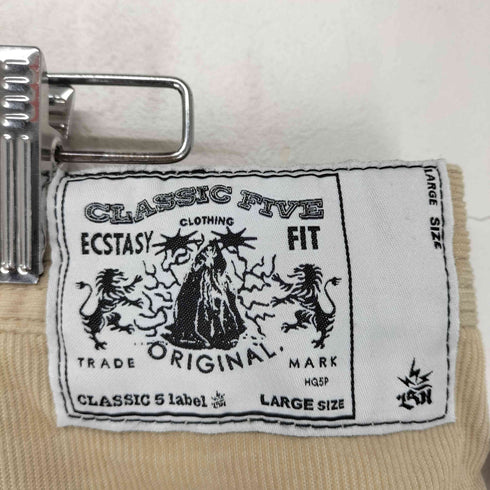 CLASSIC FIVE
CLOTHING
ECSTASY FIT
ORIGINAL.
TRADE MARK
HG5P
CLASSIC 5 label LARGE SIZE
LARGE SIZE